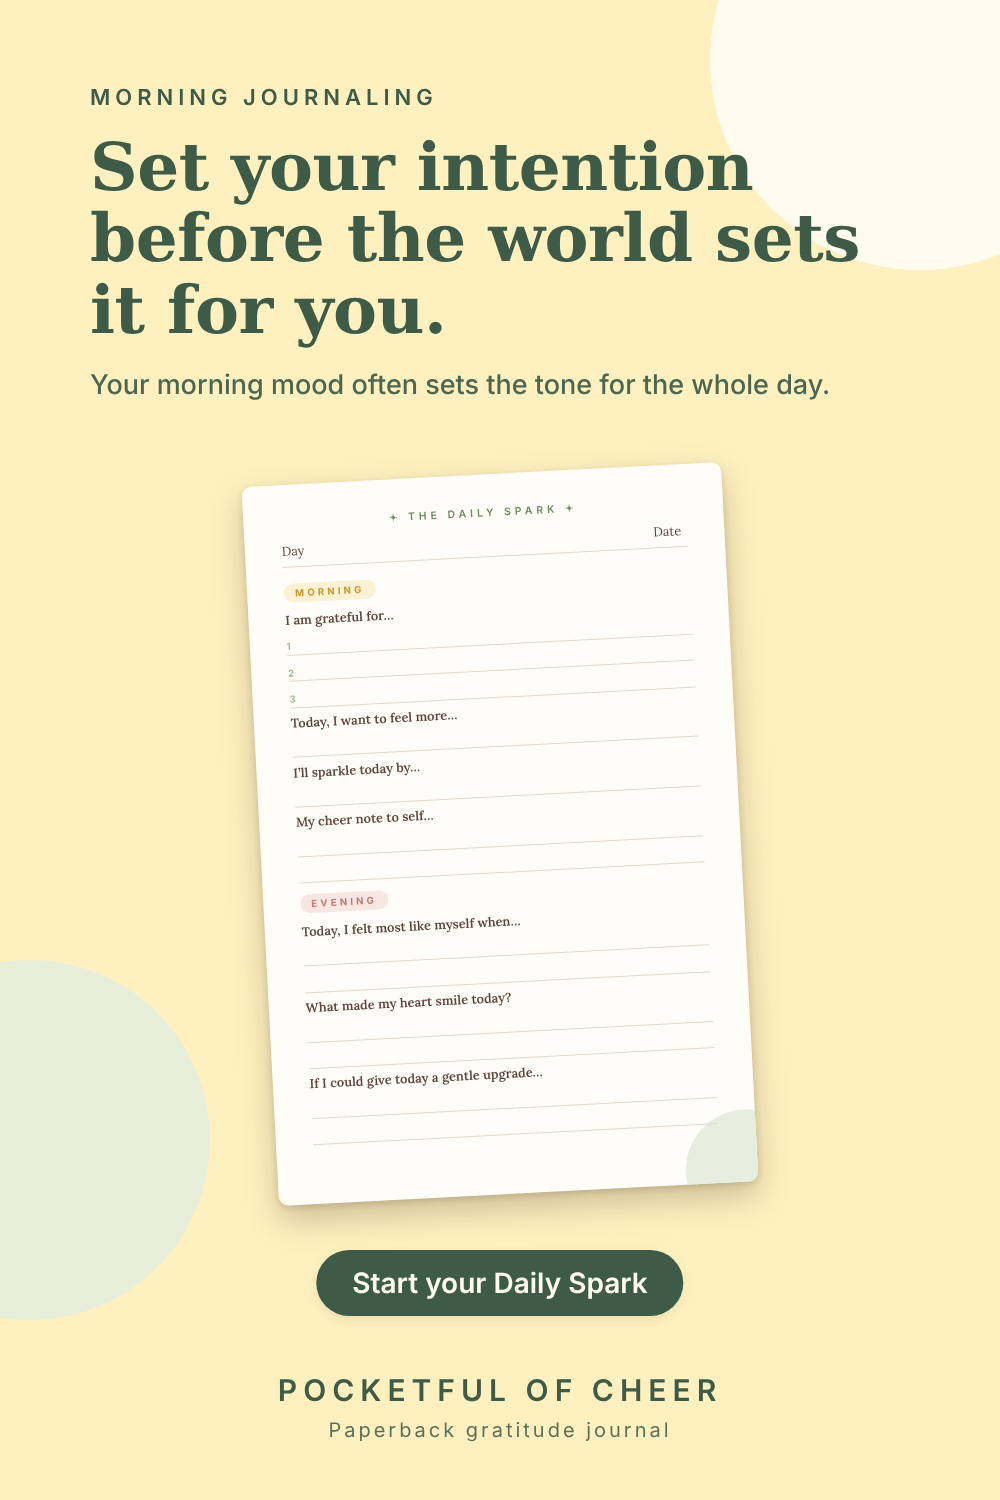 MORNING JOURNALING
Set your intention
before the world sets
it for you.
Your morning mood often sets the tone for the whole day.
✦ THE DAILY SPARK ✦
Day Date
MORNING
I am grateful for…
1
2
3
Today, I want to feel more…
I’ll sparkle today by…
My cheer note to self…
EVENING
Today, I felt most like myself when…
What made my heart smile today?
If I could give today a gentle upgrade…
Start your Daily Spark
POCKETFUL OF CHEER
Paperback gratitude journal